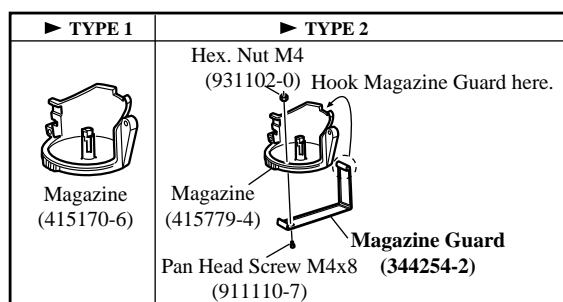 ► TYPE 1
► TYPE 2
Magazine
(415170-6)
Hex. Nut M4
(931102-0)
Hook Magazine Guard here.
Magazine
(415779-4)
Magazine Guard
(344254-2)
Pan Head Screw M4x8
(911110-7)